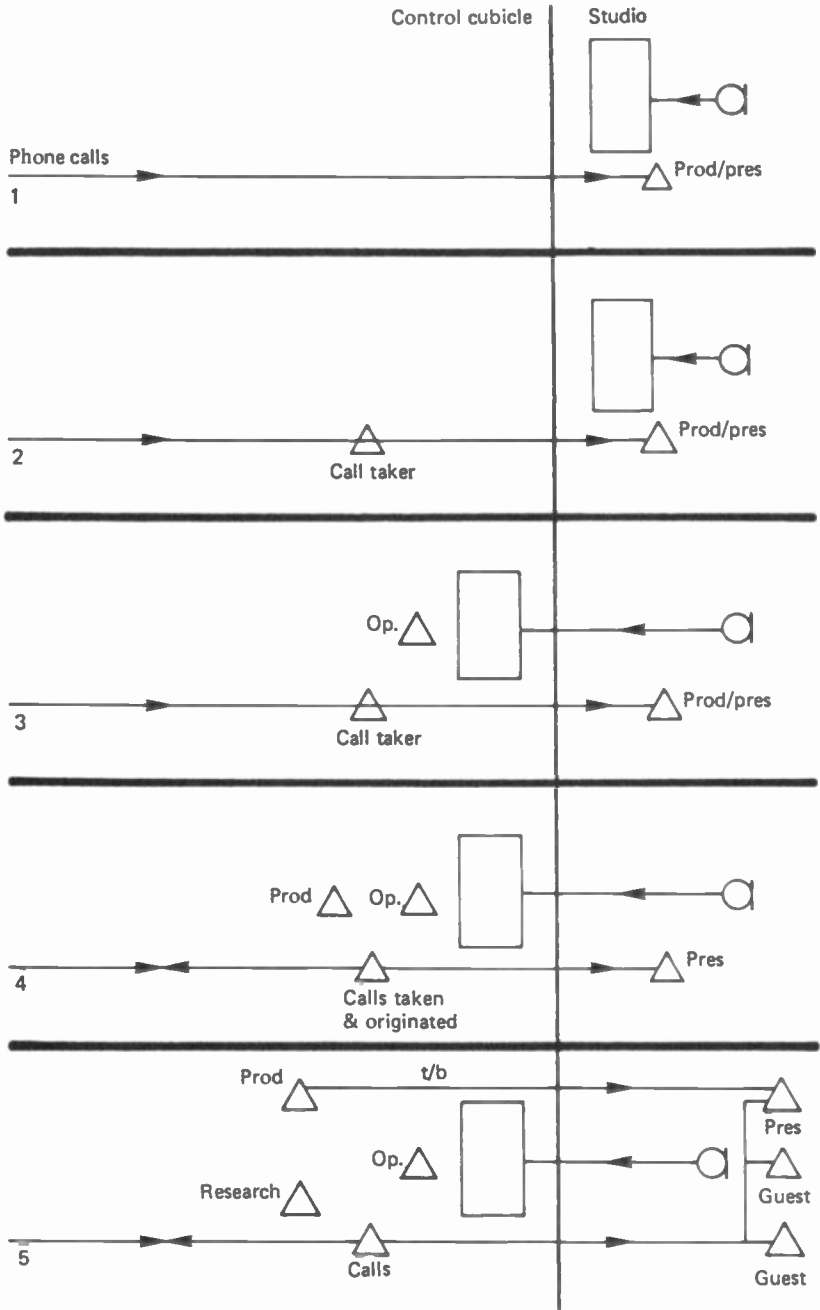 Control cubicle
Studio
Phone calls
Prod/pres
1
Prod/pres
2
Call taker
Op.
Prod/pres
3
Call taker
Prod
Op.
Pres
4
Calls taken
& originated
Prod
t/b
Pres
Op.
Research
Guest
5
Calls
Guest